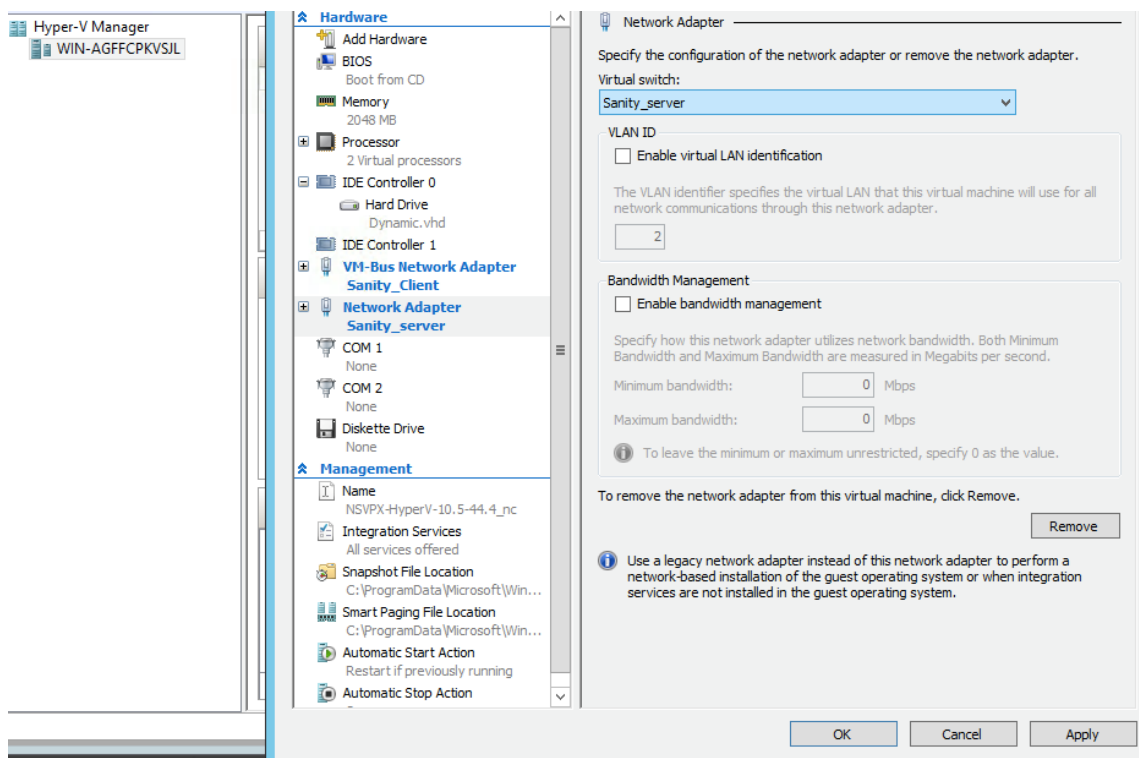 Hyper-V Manager
WIN-AGFFCPKVSJL
Hardware
Add Hardware
BIOS
Boot from CD
Memory
2048 MB
Processor
2 Virtual processors
IDE Controller 0
Hard Drive
Dynamic.vhd
IDE Controller 1
VM-Bus Network Adapter
Sanity_Client
Network Adapter
Sanity_server
COM 1
None
COM 2
None
Diskette Drive
None
Management
Name
NSVPX-HyperV-10.5-44.4_nc
Integration Services
All services offered
Snapshot File Location
C:\ProgramData\Microsoft\Win...
Smart Paging File Location
C:\ProgramData\Microsoft\Win...
Automatic Start Action
Restart if previously running
Automatic Stop Action
Network Adapter
Specify the configuration of the network adapter or remove the network adapter.
Virtual switch:
Sanity_server
VLAN ID
Enable virtual LAN identification
The VLAN identifier specifies the virtual LAN that this virtual machine will use for all
network communications through this network adapter.
2
Bandwidth Management
Enable bandwidth management
Specify how this network adapter utilizes network bandwidth. Both Minimum
Bandwidth and Maximum Bandwidth are measured in Megabits per second.
Minimum bandwidth: 0 Mbps
Maximum bandwidth: 0 Mbps
To leave the minimum or maximum unrestricted, specify 0 as the value.
To remove the network adapter from this virtual machine, click Remove.
Remove
Use a legacy network adapter instead of this network adapter to perform a
network-based installation of the guest operating system or when integration
services are not installed in the guest operating system.
OK Cancel Apply